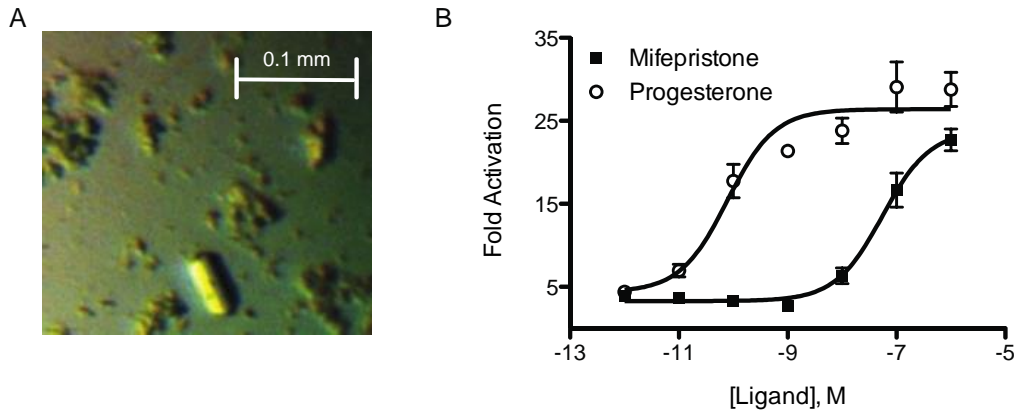 A
0.1 mm
B
35
25
15
5
Mifepristone
Progesterone
Fold Activation
-13
-11
-9
-7
-5
[Ligand], M